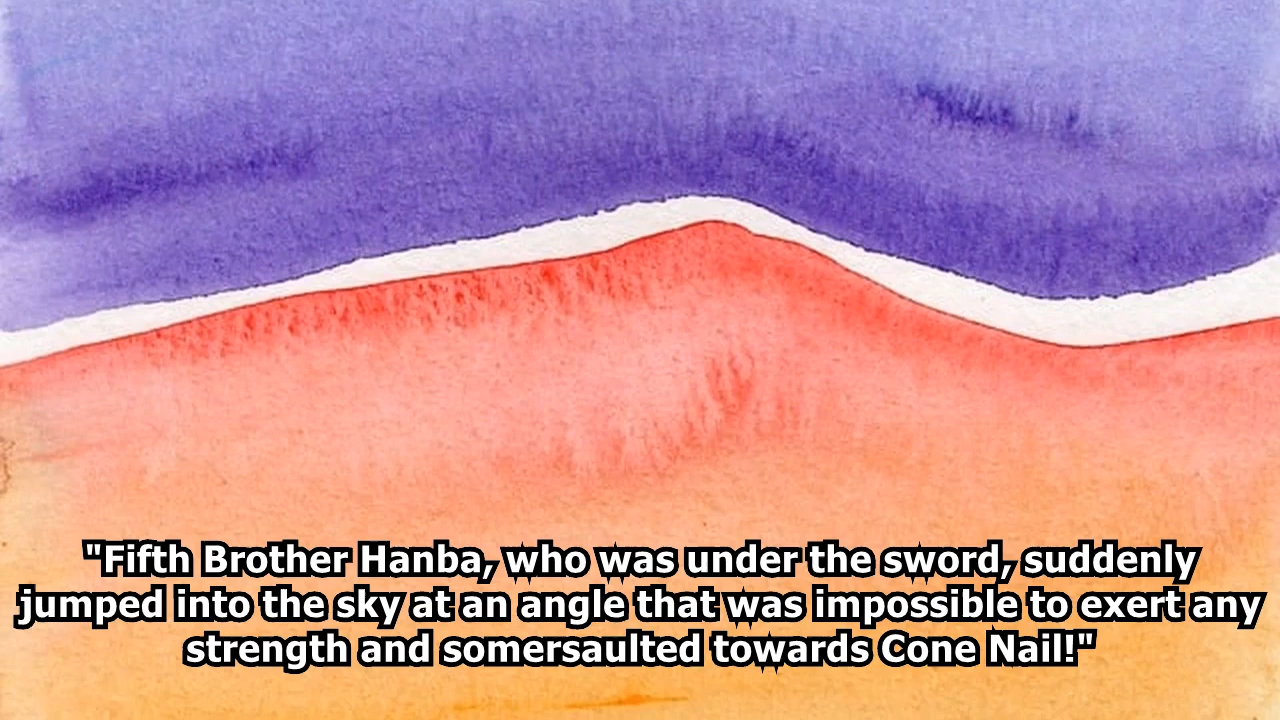 "Fifth Brother Hanba, who was under the sword, suddenly
jumped into the sky at an angle that was impossible to exert any
strength and somersaulted towards Cone Nail!"